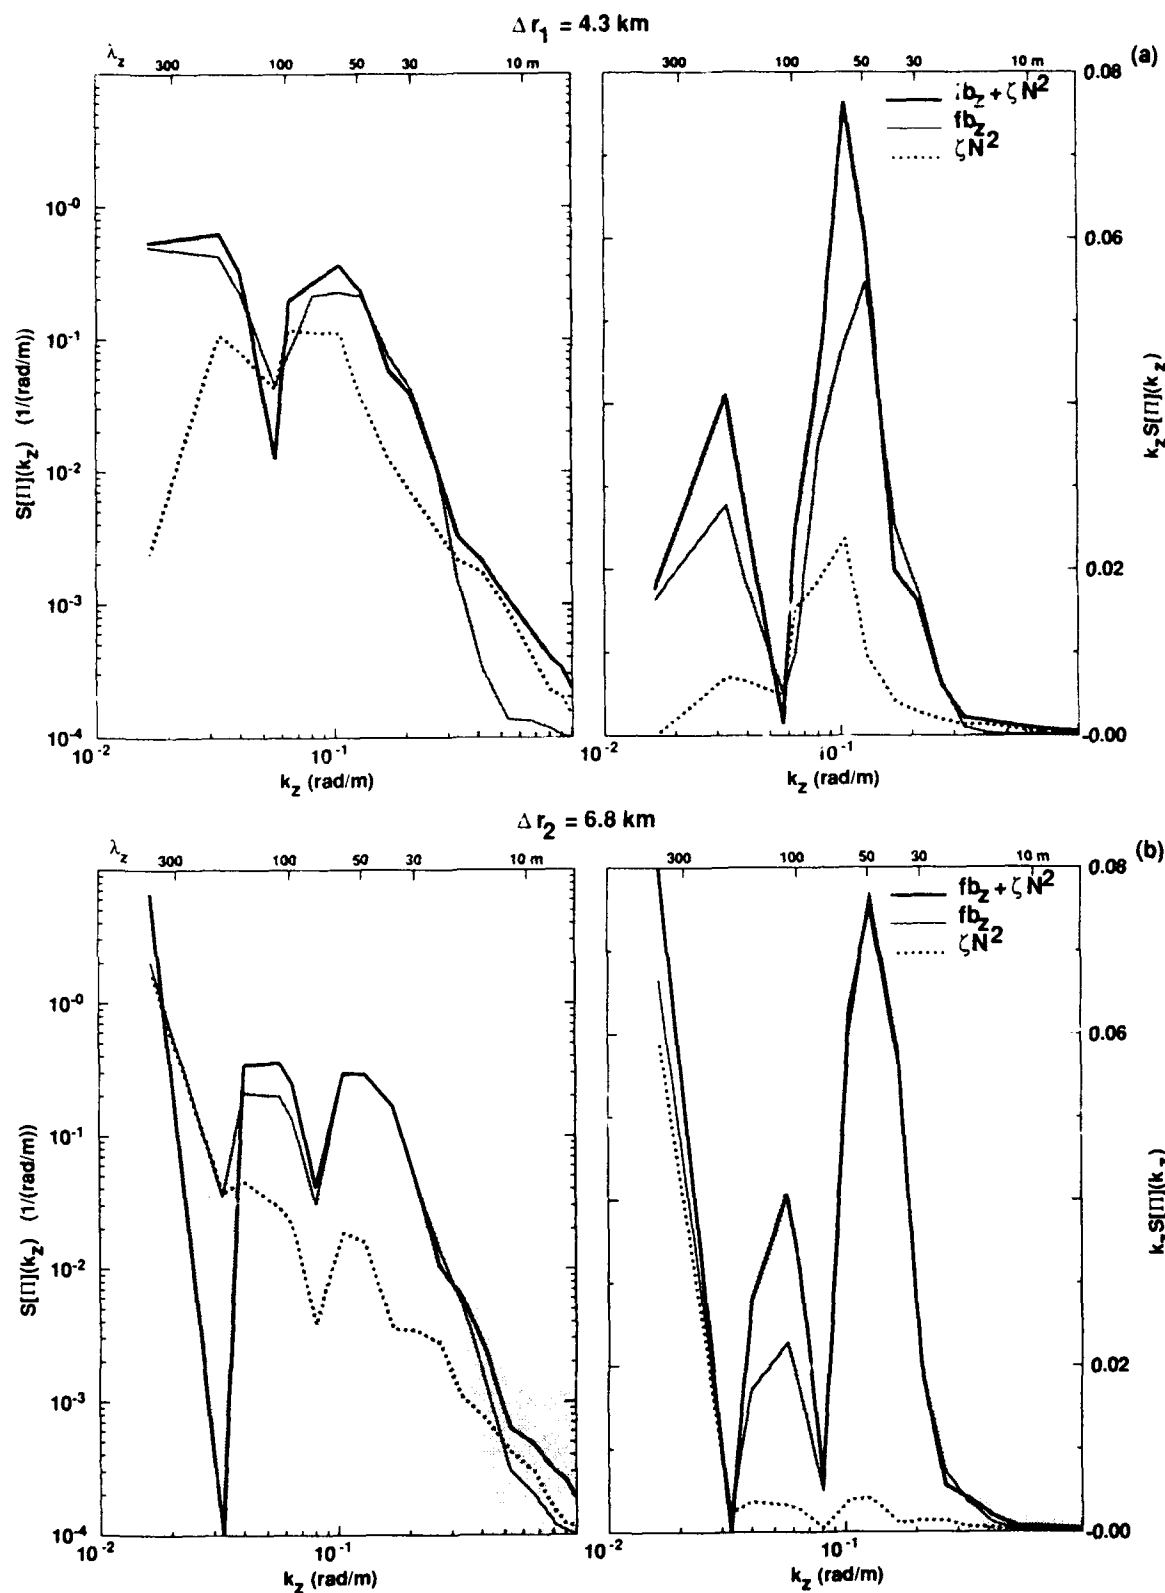 Δ r₁ = 4.3 km
(a)
λz 300 100 50 30 10 m
300 100 50 30 10 m
fbz + ζN²
fbz
ζN²
S[Π](kz) (1/(rad/m))
10⁻⁰
10⁻¹
10⁻²
10⁻³
10⁻⁴
10⁻² 10⁻¹
kz (rad/m)
0.08
0.06
0.02
-0.00
kz S[Π](kz)
10⁻² 10⁻¹
kz (rad/m)
Δ r₂ = 6.8 km
(b)
λz 300 100 50 30 10 m
300 100 50 30 10 m
fbz + ζN²
fbz
ζN²
S[Π](kz) (1/(rad/m))
10⁻⁰
10⁻¹
10⁻²
10⁻³
10⁻⁴
10⁻² 10⁻¹
kz (rad/m)
0.08
0.06
0.02
-0.00
kz S[Π](kz)
10⁻² 10⁻¹
kz (rad/m)